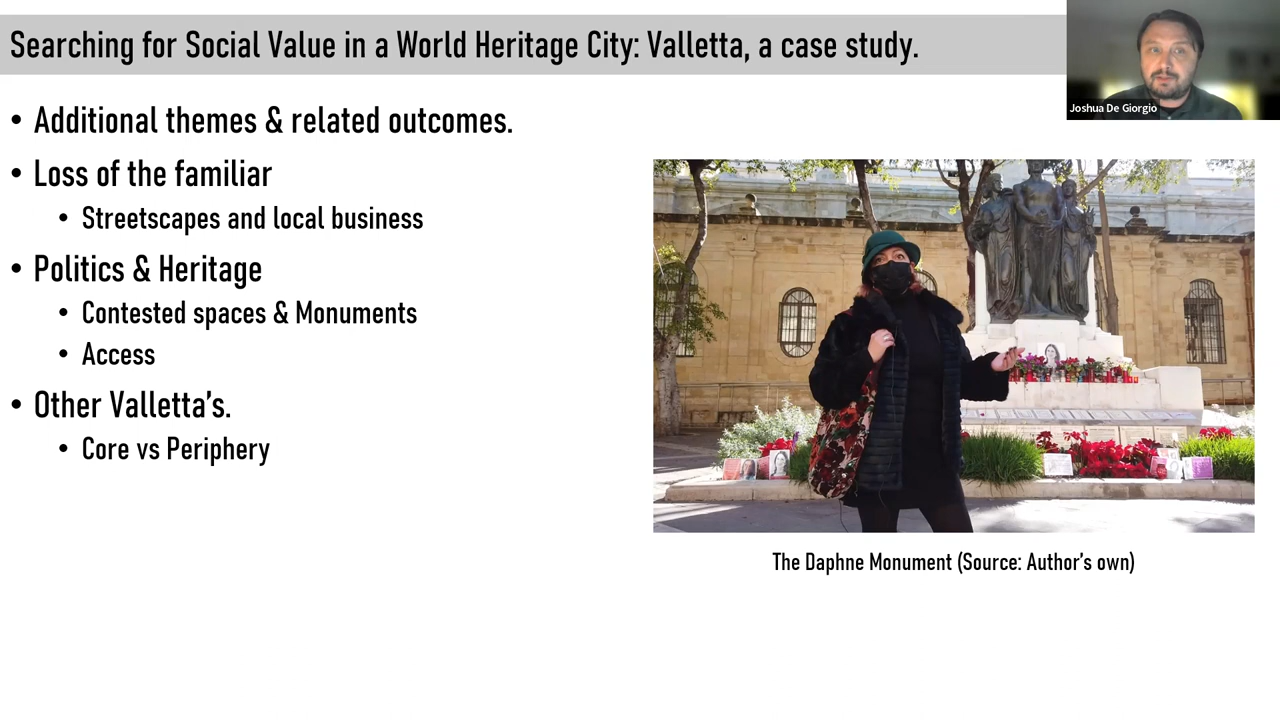 Searching for Social Value in a World Heritage City: Valletta, a case study.
Joshua De Giorgio
• Additional themes & related outcomes.
• Loss of the familiar
• Streetscapes and local business
• Politics & Heritage
• Contested spaces & Monuments
• Access
• Other Valletta's.
• Core vs Periphery
The Daphne Monument (Source: Author's own)